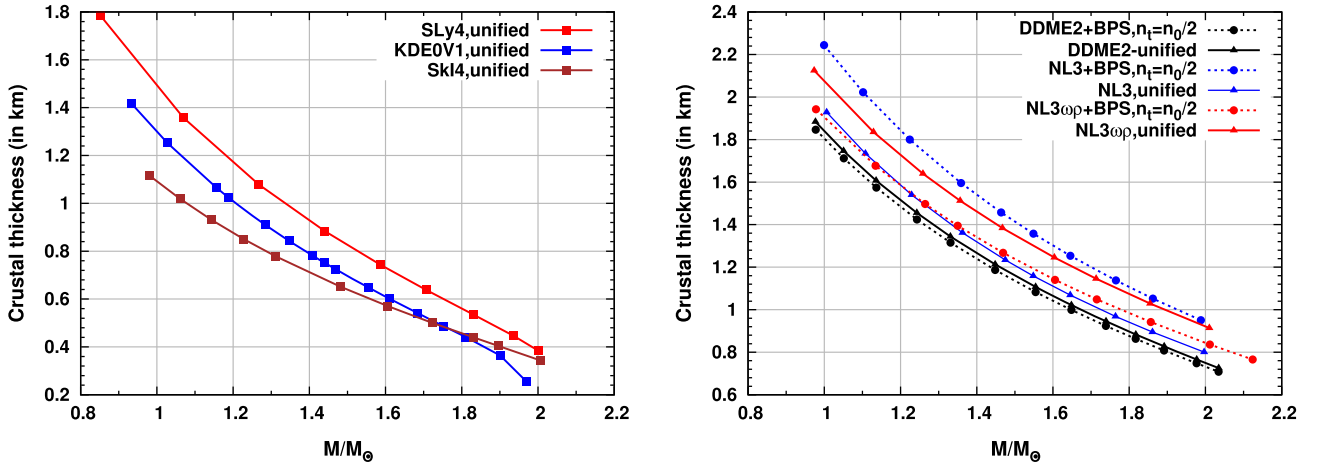 1.8
1.6
1.4
1.2
1
0.8
0.6
0.4
0.2
Crustal thickness (in km)
0.8 1 1.2 1.4 1.6 1.8 2 2.2
M/M⊙
SLy4,unified
KDE0V1,unified
SkI4,unified
2.4
2.2
2
1.8
1.6
1.4
1.2
1
0.8
0.6
Crustal thickness (in km)
0.8 1 1.2 1.4 1.6 1.8 2 2.2
M/M⊙
DDME2+BPS,nt=n0/2
DDME2-unified
NL3+BPS,nt=n0/2
NL3,unified
NL3ωρ+BPS,nt=n0/2
NL3ωρ,unified